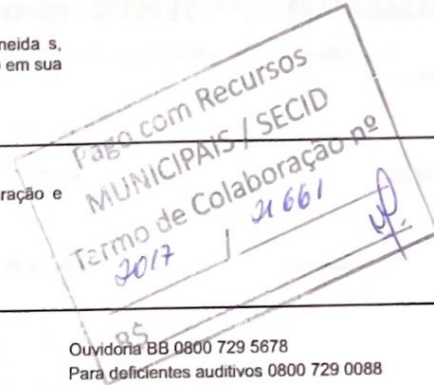 neida s,
em sua
Pago com Recursos
MUNICIPAIS / SECID
ração e
Termo de Colaboração nº
2017 / 21661
R$
Ouvidoria BB 0800 729 5678
Para deficientes auditivos 0800 729 0088